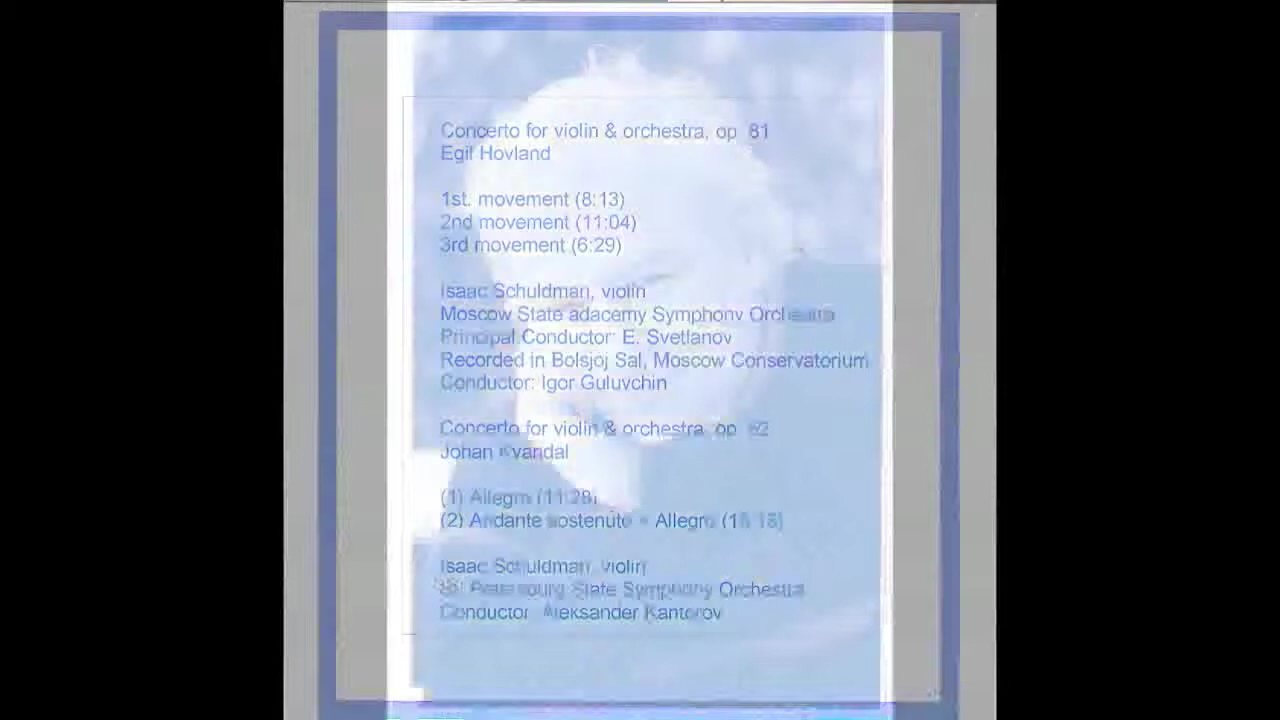 Concerto for violin & orchestra, op 81
Egil Hovland
1st. movement (8:13)
2nd movement (11:04)
3rd movement (6:29)
Isaac Schuldman, violin
Moscow State adacemy Symphony Orchestra
Principal Conductor: E. Svetlanov
Recorded in Bolsjoj Sal, Moscow Conservatorium
Conductor: Igor Guluvchin
Concerto for violin & orchestra, op
Johan Kvandal
(1) Allegro (11:28)
(2) Andante sostenuto - Allegro
Isaac Schuldman, violin
St. Petersburg State Symphony Orchestra
Conductor: Aleksander Kantorov